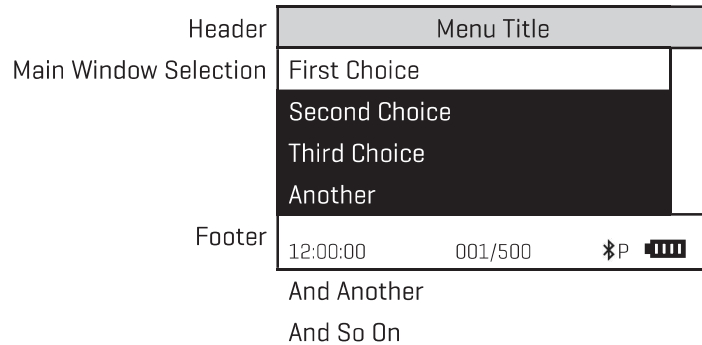 Header Menu Title
Main Window Selection First Choice
Second Choice
Third Choice
Another
Footer 12:00:00 001/500 P
And Another
And So On